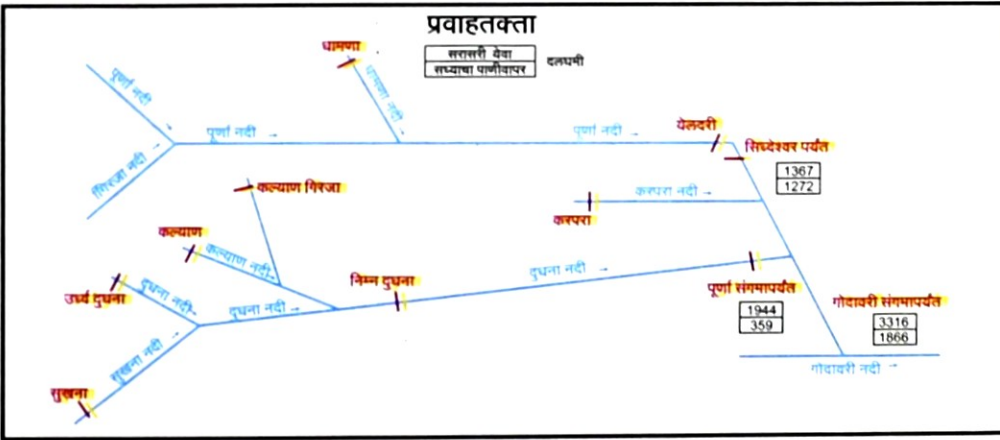 प्रवाहतक्ता
सरासरी येवा
सध्याचा पाणीवापर
दलघमी
धामणा
धामणा नदी →
पूर्णा नदी →
गिरजा नदी →
पूर्णा नदी →
पूर्णा नदी →
येलदरी
सिध्देश्वर पर्यंत
1367
1272
कल्याण गिरजा
करपरा नदी →
करपरा
कल्याण
कल्याण नदी →
उर्ध्व दुधना
दुधना नदी →
निम्न दुधना
दुधना नदी →
दुधना नदी →
पूर्णा संगमापर्यंत
1944
359
गोदावरी संगमापर्यंत
3316
1866
सुखना नदी →
सुखना
गोदावरी नदी →